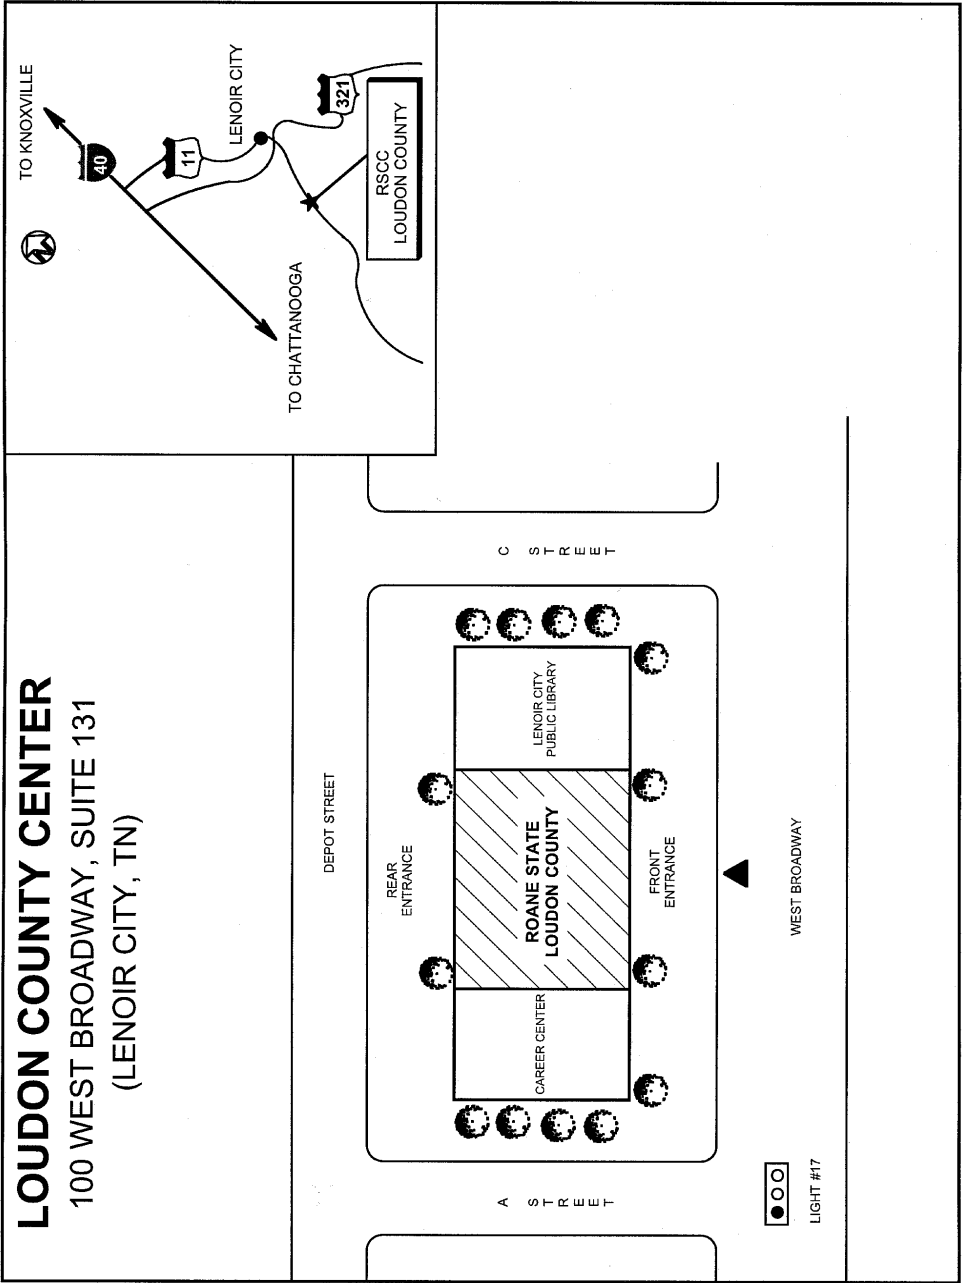 LOUDON COUNTY CENTER
100 WEST BROADWAY, SUITE 131
(LENOIR CITY, TN)
TO KNOXVILLE
40
11
LENOIR CITY
321
RSCC
LOUDON COUNTY
TO CHATTANOOGA
N
DEPOT STREET
REAR
ENTRANCE
A STREET
CAREER CENTER
ROANE STATE
LOUDON COUNTY
LENOIR CITY
PUBLIC LIBRARY
C STREET
FRONT
ENTRANCE
WEST BROADWAY
LIGHT #17